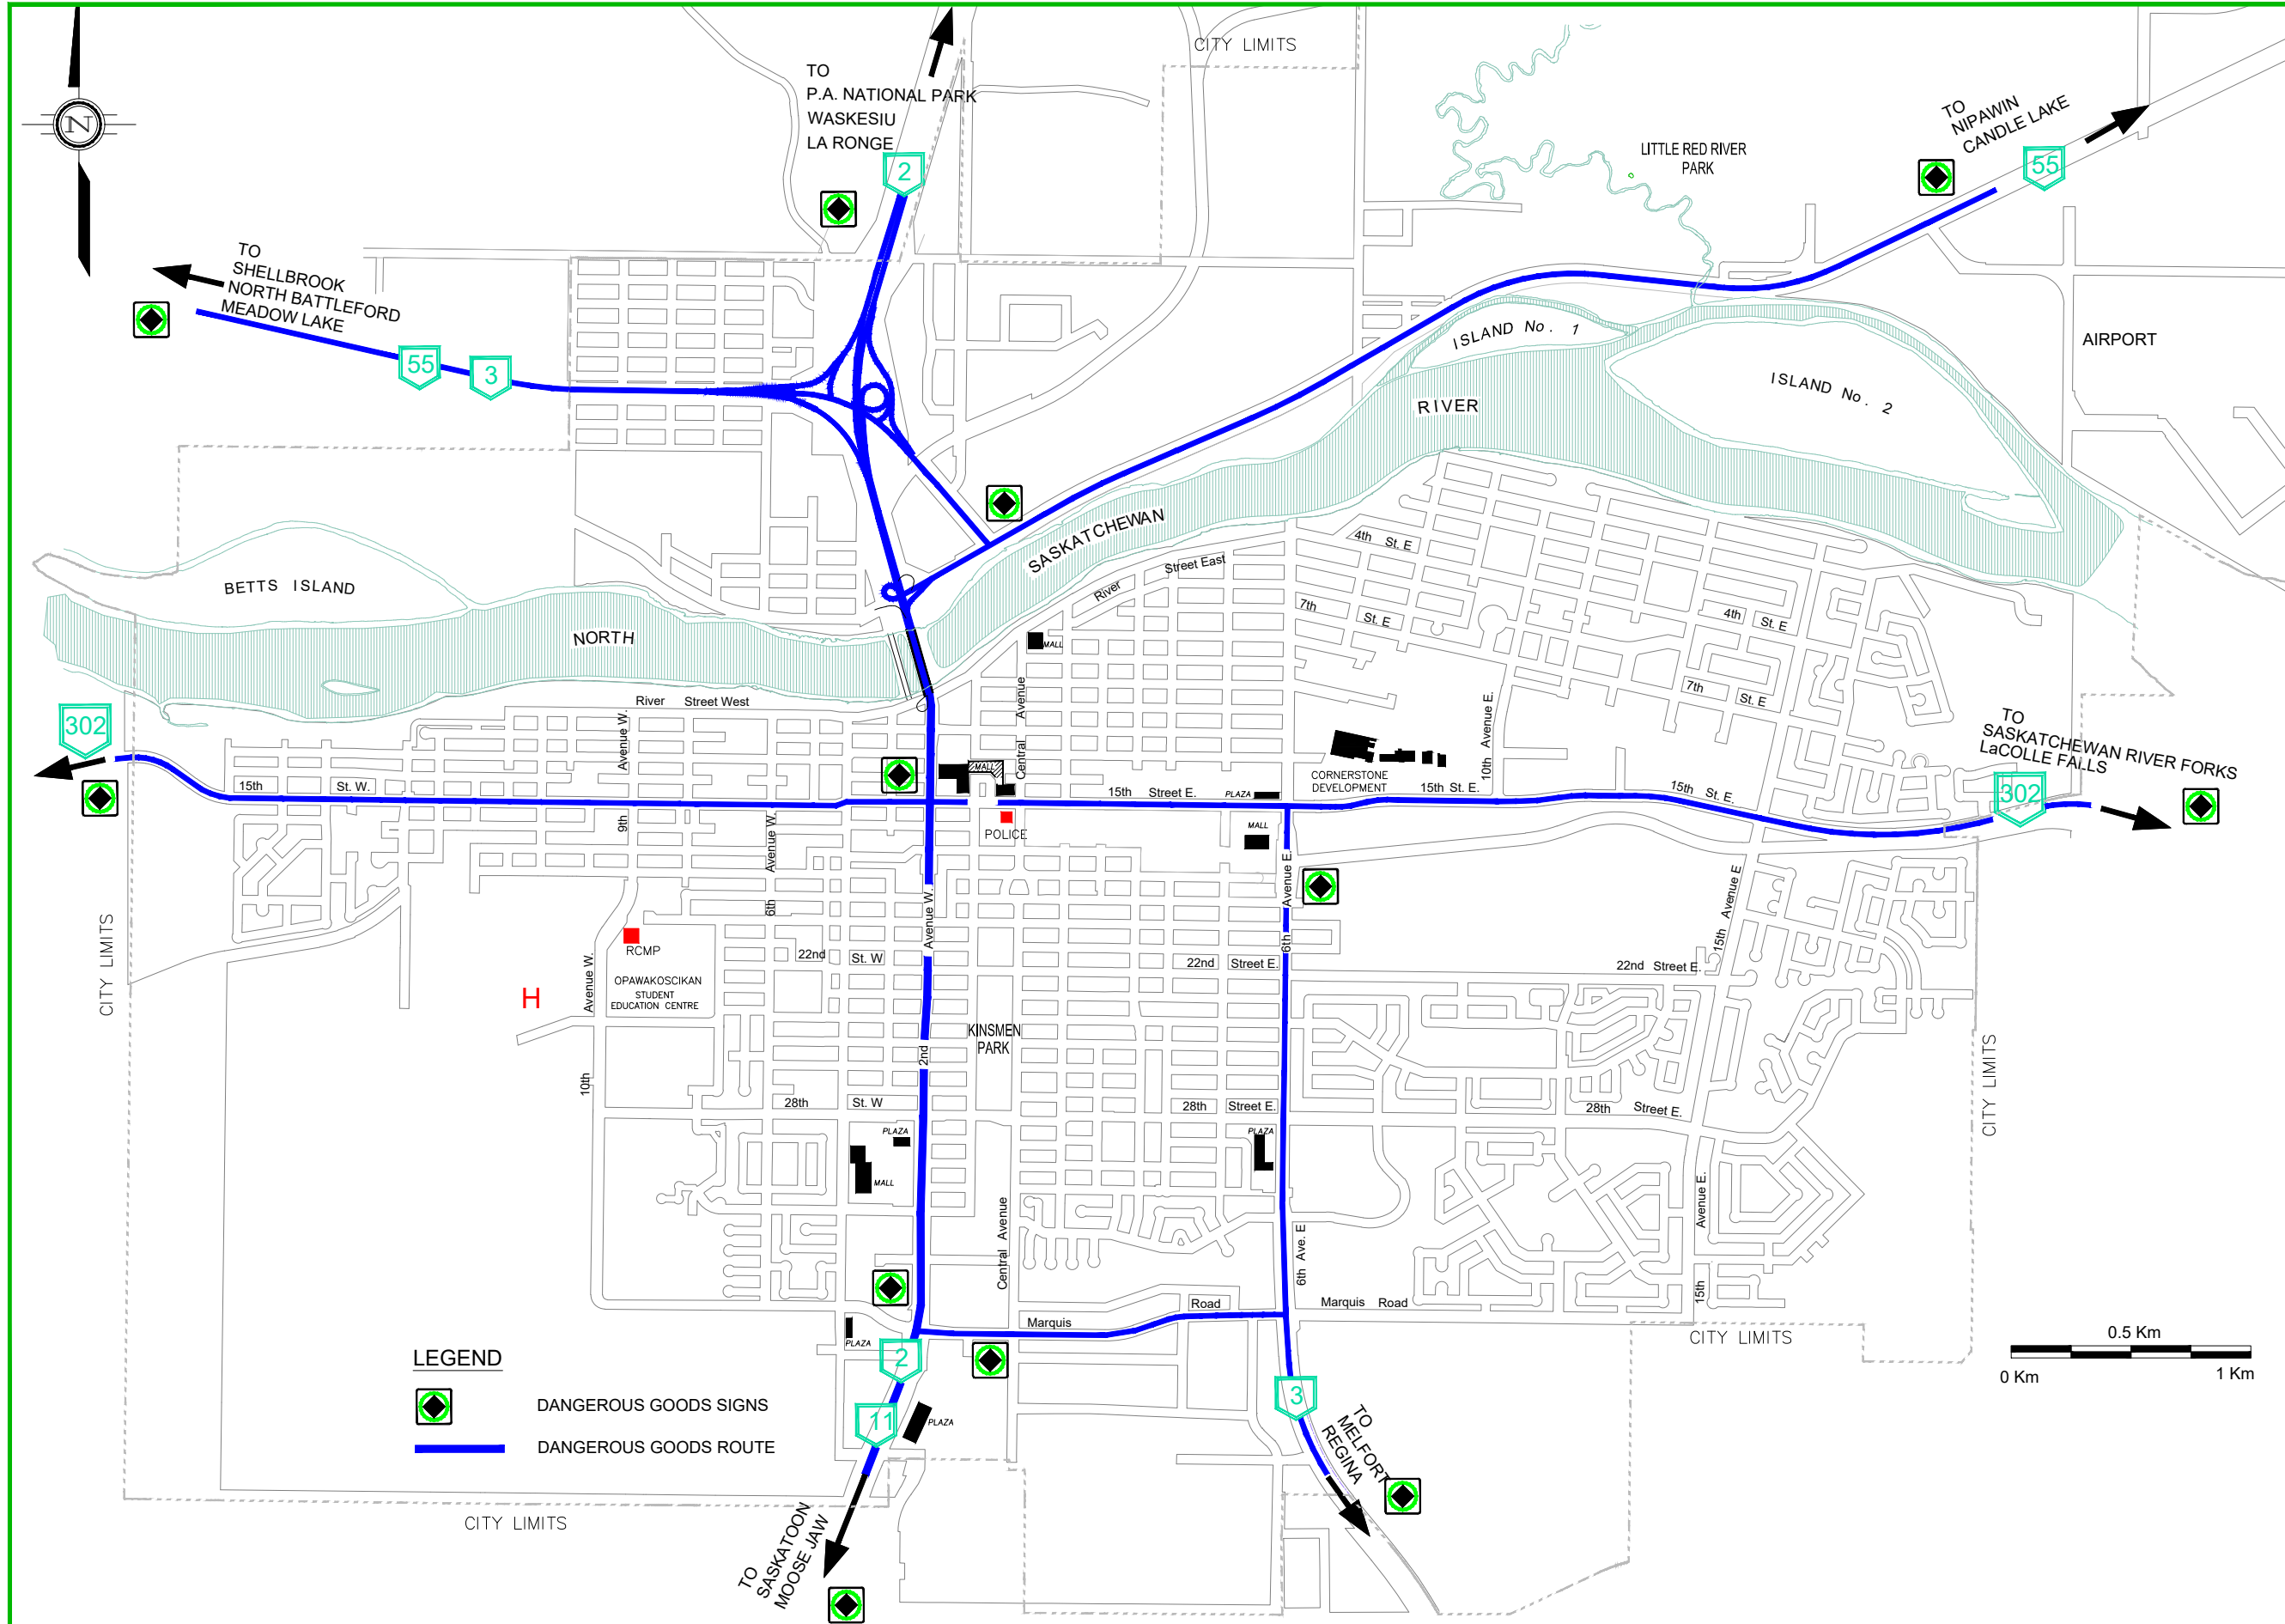 CITY LIMITS
TO
P.A. NATIONAL PARK
WASKESIU
LA RONGE
2
N
TO
NIPAWIN
CANDLE LAKE
55
LITTLE RED RIVER
PARK
TO
SHELLBROOK
NORTH BATTLEFORD
MEADOW LAKE
55
3
ISLAND No. 1
AIRPORT
ISLAND No. 2
RIVER
SASKATCHEWAN
4th St. E
Street East
River
BETTS ISLAND
7th
St. E
4th
St. E
NORTH
MALL
7th
St. E
River Street West
Avenue W.
Central Avenue
10th Avenue E.
302
TO
SASKATCHEWAN RIVER FORKS
LaCOLLE FALLS
302
MALL
CORNERSTONE
DEVELOPMENT
15th
St. W.
15th Street E.
PLAZA
15th St. E.
15th St. E.
9th
Avenue W.
6th
POLICE
MALL
Avenue E.
6th
15th Avenue E
CITY LIMITS
Avenue W.
RCMP
22nd
St. W
22nd
Street E.
22nd Street E.
OPAWAKOSCIKAN
STUDENT
EDUCATION CENTRE
H
Avenue W.
10th
KINSMEN
PARK
2nd
CITY LIMITS
28th
St. W
28th
Street E.
28th Street E.
PLAZA
PLAZA
MALL
Central Avenue
6th Ave. E
Avenue E.
15th
Road
Marquis Road
Marquis
CITY LIMITS
PLAZA
2
0.5 Km
0 Km
1 Km
LEGEND
DANGEROUS GOODS SIGNS
DANGEROUS GOODS ROUTE
11
PLAZA
3
TO
MELFORT
REGINA
CITY LIMITS
TO
SASKATOON
MOOSE JAW